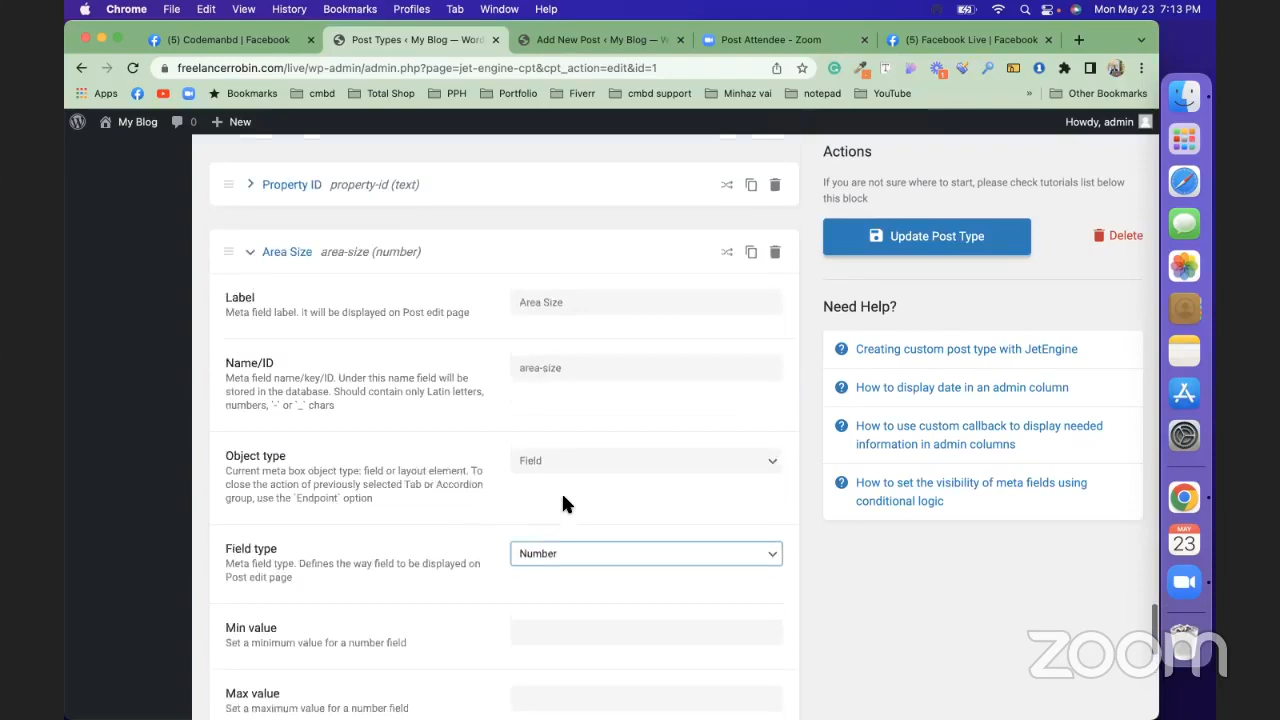 Chrome File Edit View History Bookmarks Profiles Tab Window Help Mon May 23 7:13 PM
(5) Codemanbd | Facebook
Post Types ‹ My Blog — Word
Add New Post ‹ My Blog — W
Post Attendee - Zoom
(5) Facebook Live | Facebook
freelancerrobin.com/live/wp-admin/admin.php?page=jet-engine-cpt&cpt_action=edit&id=1
Apps Bookmarks cmbd Total Shop PPH Portfolio Fiverr cmbd support Minhaz vai notepad YouTube » Other Bookmarks
My Blog 0 + New Howdy, admin
Property ID property-id (text)
Area Size area-size (number)
Label
Meta field label. It will be displayed on Post edit page
Area Size
Name/ID
Meta field name/key/ID. Under this name field will be
stored in the database. Should contain only Latin letters,
numbers, `-` or `_` chars
area-size
Object type
Current meta box object type: field or layout element. To
close the action of previously selected Tab or Accordion
group, use the `Endpoint` option
Field
Field type
Meta field type. Defines the way field to be displayed on
Post edit page
Number
Min value
Set a minimum value for a number field
Max value
Set a maximum value for a number field
Actions
If you are not sure where to start, please check tutorials list below
this block
Update Post Type
Delete
Need Help?
Creating custom post type with JetEngine
How to display date in an admin column
How to use custom callback to display needed
information in admin columns
How to set the visibility of meta fields using
conditional logic
MAY
23
zoom